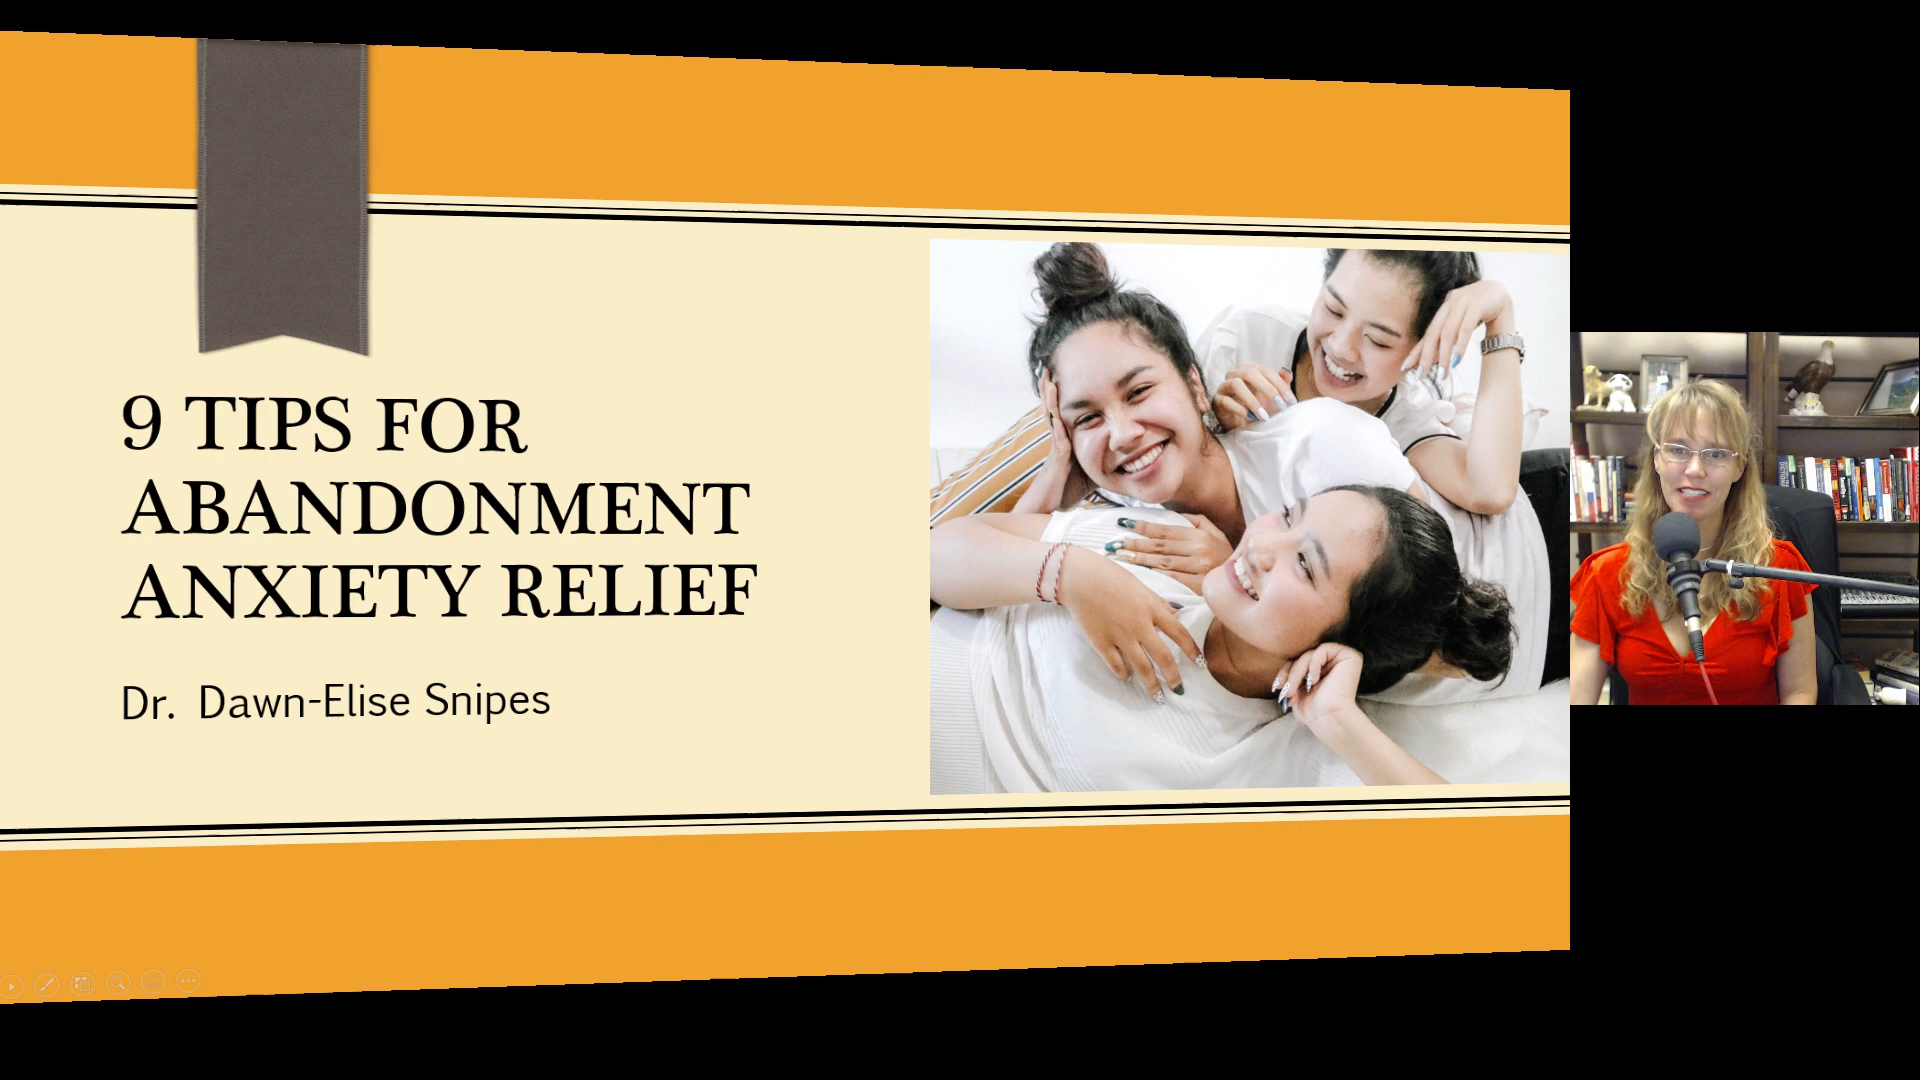 9 TIPS FOR
ABANDONMENT
ANXIETY RELIEF
Dr. Dawn-Elise Snipes